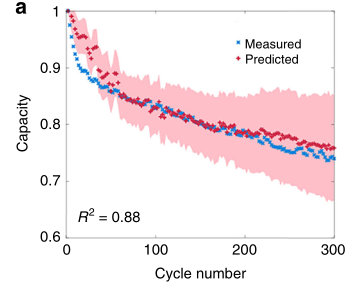 a
1
0.9
0.8
0.7
0.6
Capacity
Measured
Predicted
R² = 0.88
0
100
200
300
Cycle number